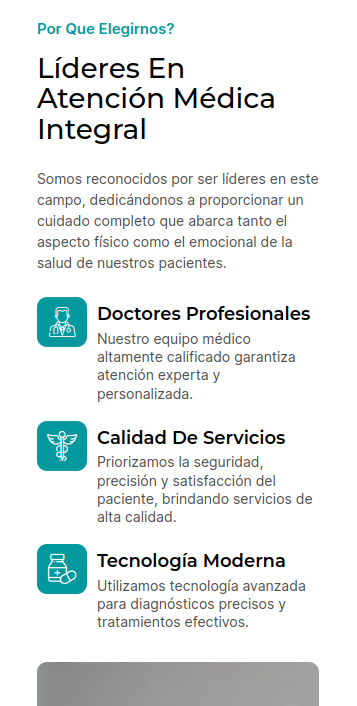 Por Que Elegirnos?
Líderes En
Atención Médica
Integral
Somos reconocidos por ser líderes en este
campo, dedicándonos a proporcionar un
cuidado completo que abarca tanto el
aspecto físico como el emocional de la
salud de nuestros pacientes.
Doctores Profesionales
Nuestro equipo médico
altamente calificado garantiza
atención experta y
personalizada.
Calidad De Servicios
Priorizamos la seguridad,
precisión y satisfacción del
paciente, brindando servicios de
alta calidad.
Tecnología Moderna
Utilizamos tecnología avanzada
para diagnósticos precisos y
tratamientos efectivos.